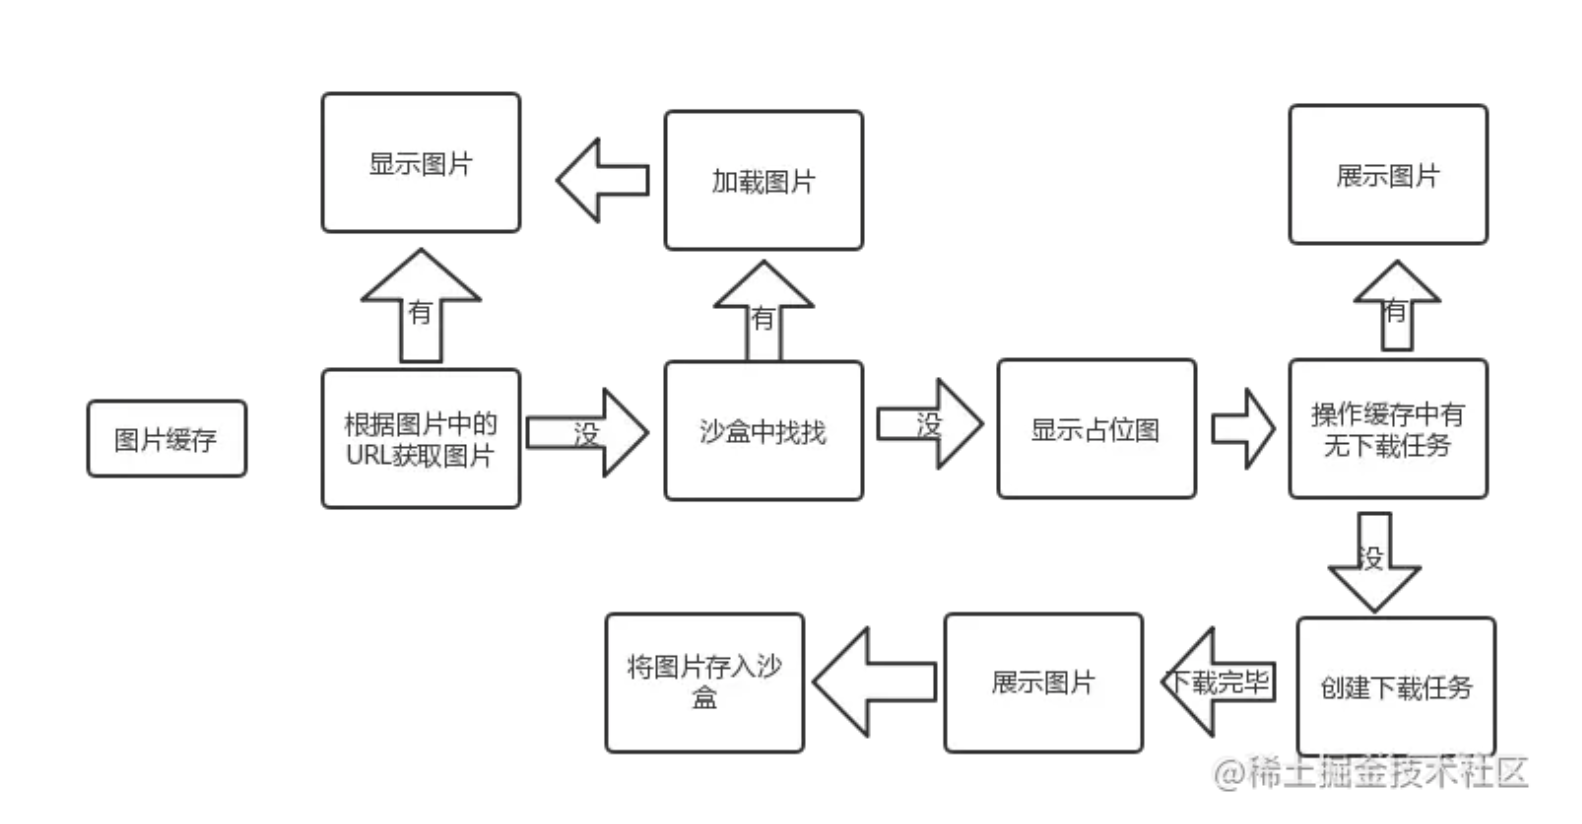 显示图片
加载图片
展示图片
有
有
有
图片缓存
根据图片中的
URL获取图片
没
沙盒中找找
没
显示占位图
操作缓存中有
无下载任务
没
将图片存入沙
盒
展示图片
下载完毕
创建下载任务
@稀土掘金技术社区